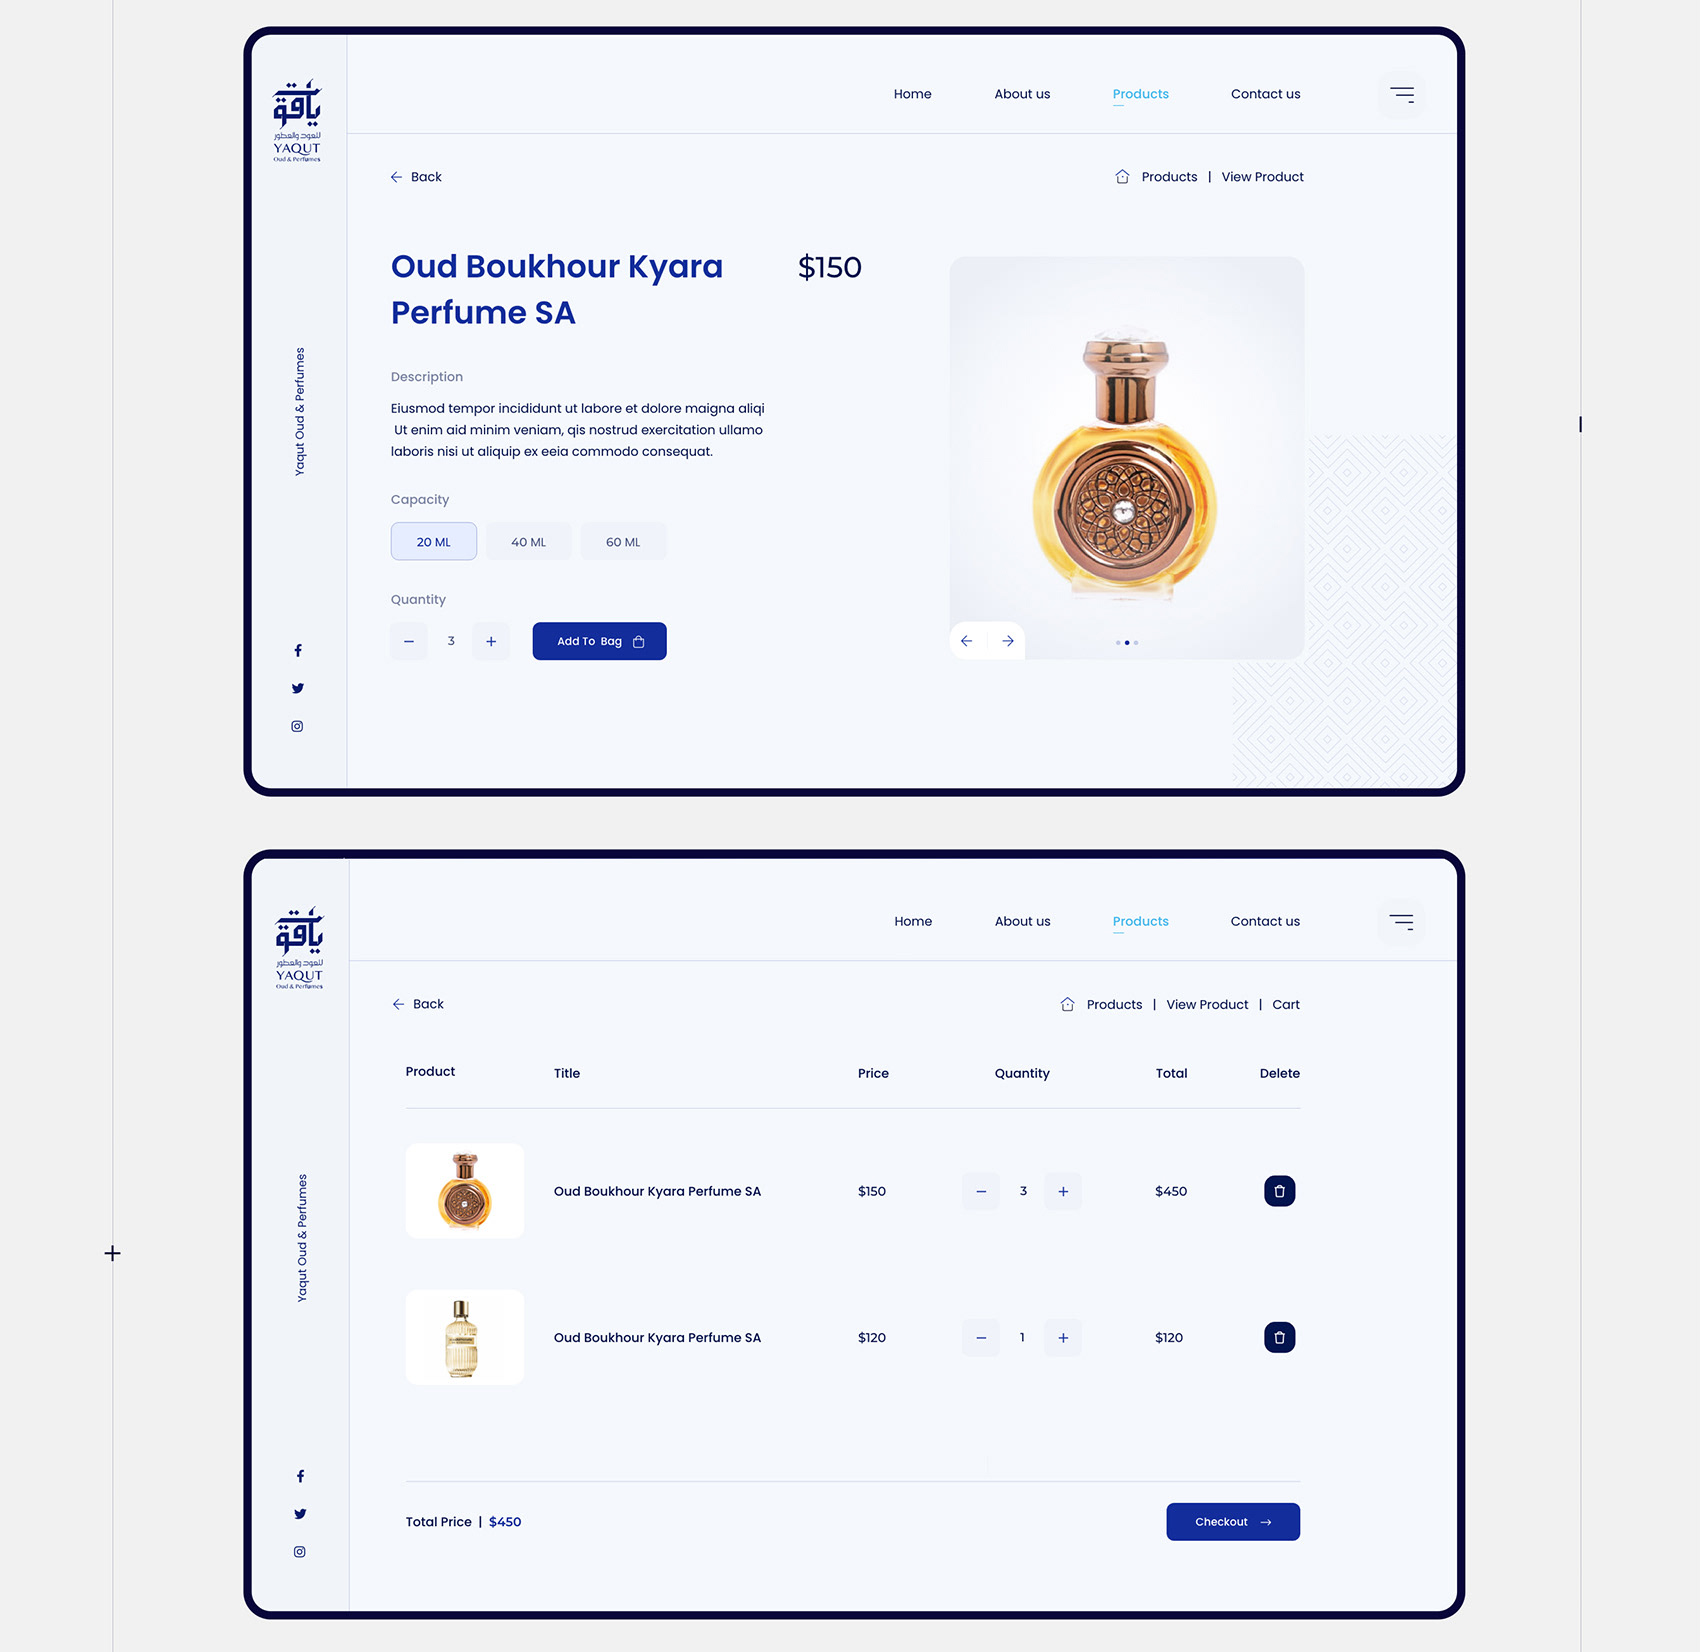 ياقوت
للعود والعطور
YAQUT
Oud & Perfumes
Home
About us
Products
Contact us
Back
Products | View Product
Oud Boukhour Kyara
Perfume SA
$150
Description
Eiusmod tempor incididunt ut labore et dolore maigna aliqi
Ut enim aid minim veniam, qis nostrud exercitation ullamo
laboris nisi ut aliquip ex eeia commodo consequat.
Capacity
20 ML
40 ML
60 ML
Quantity
3
Add To Bag
Yaqut Oud & Perfumes
ياقوت
للعود والعطور
YAQUT
Oud & Perfumes
Home
About us
Products
Contact us
Back
Products | View Product | Cart
Product
Title
Price
Quantity
Total
Delete
Oud Boukhour Kyara Perfume SA
$150
3
$450
Oud Boukhour Kyara Perfume SA
$120
1
$120
Total Price | $450
Checkout
Yaqut Oud & Perfumes